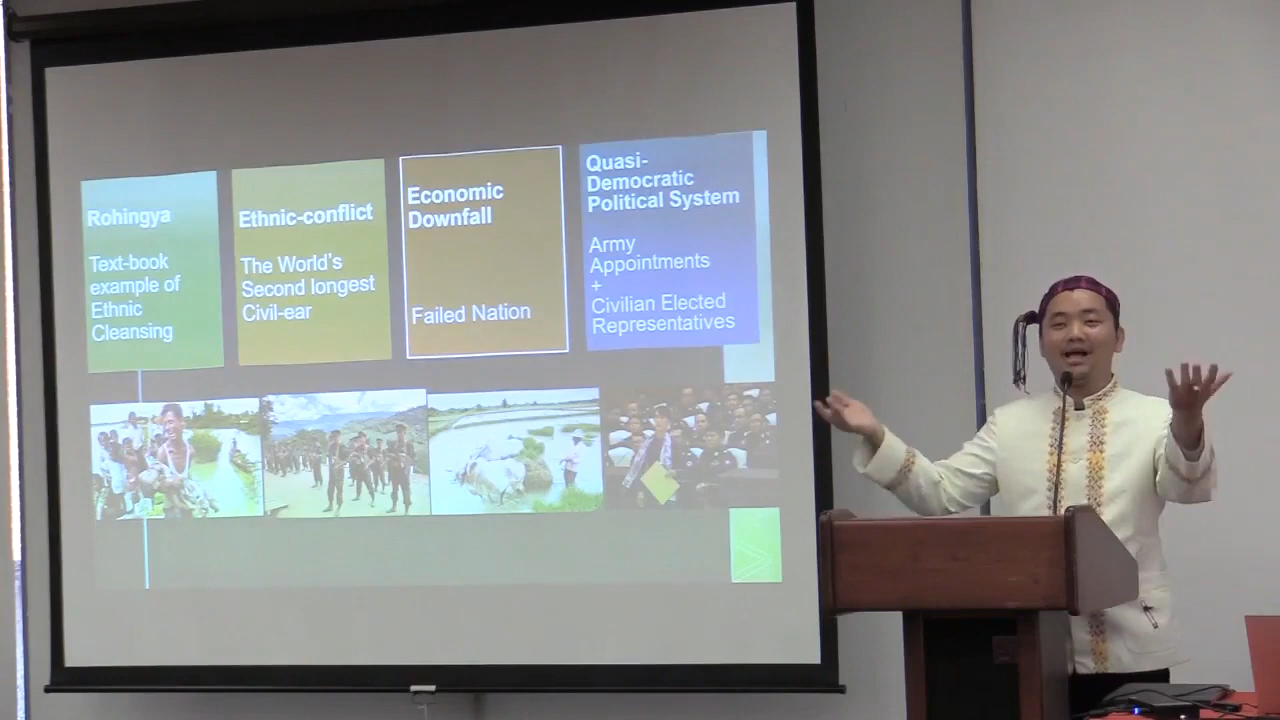 Rohingya
Text-book
example of
Ethnic
Cleansing
Ethnic-conflict
The World's
Second longest
Civil-ear
Economic
Downfall
Failed Nation
Quasi-
Democratic
Political System
Army
Appointments
+
Civilian Elected
Representatives